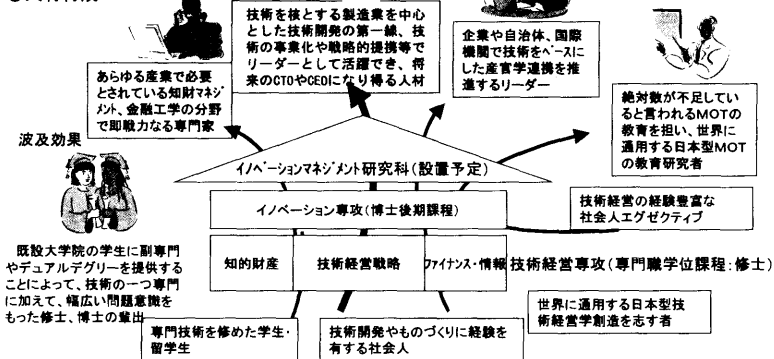 技術を核とする製造業を中心
とした技術開発の第一線、技
術の事業化や戦略的提携等で
リーダーとして活躍でき、将
来のCTOやCEOになり得る人材
企業や自治体、国際
機関で技術をベースに
した産官学連携を推
進するリーダー
あらゆる産業で必要
とされている知財マネジ
メント、金融工学の分野
で即戦力なる専門家
絶対数が不足してい
ると言われるMOTの
教育を担い、世界に
通用する日本型MOT
の教育研究者
波及効果
イノベーションマネジメント研究科(設置予定)
イノベーション専攻(博士後期課程)
技術経営の経験豊富な
社会人エグゼクティブ
既設大学院の学生に副専門
やデュアルデグリーを提供する
ことによって、技術の一つ専門
に加えて、幅広い問題意識を
もった修士、博士の輩出
知的財産
技術経営戦略
ファイナンス・情報
技術経営専攻(専門職学位課程:修士)
世界に通用する日本型技
術経営学創造を志す者
専門技術を修めた学生・
留学生
技術開発やものづくりに経験を
有する社会人